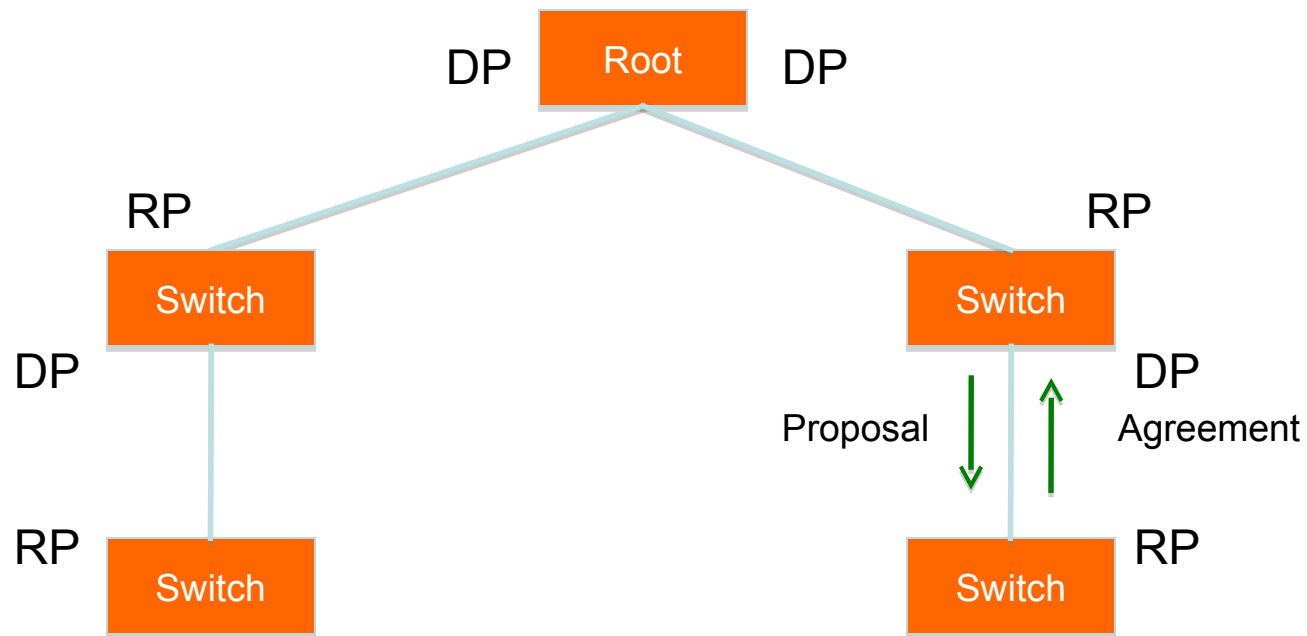 DP
Root
DP
RP
RP
Switch
Switch
DP
DP
Proposal
Agreement
RP
RP
Switch
Switch